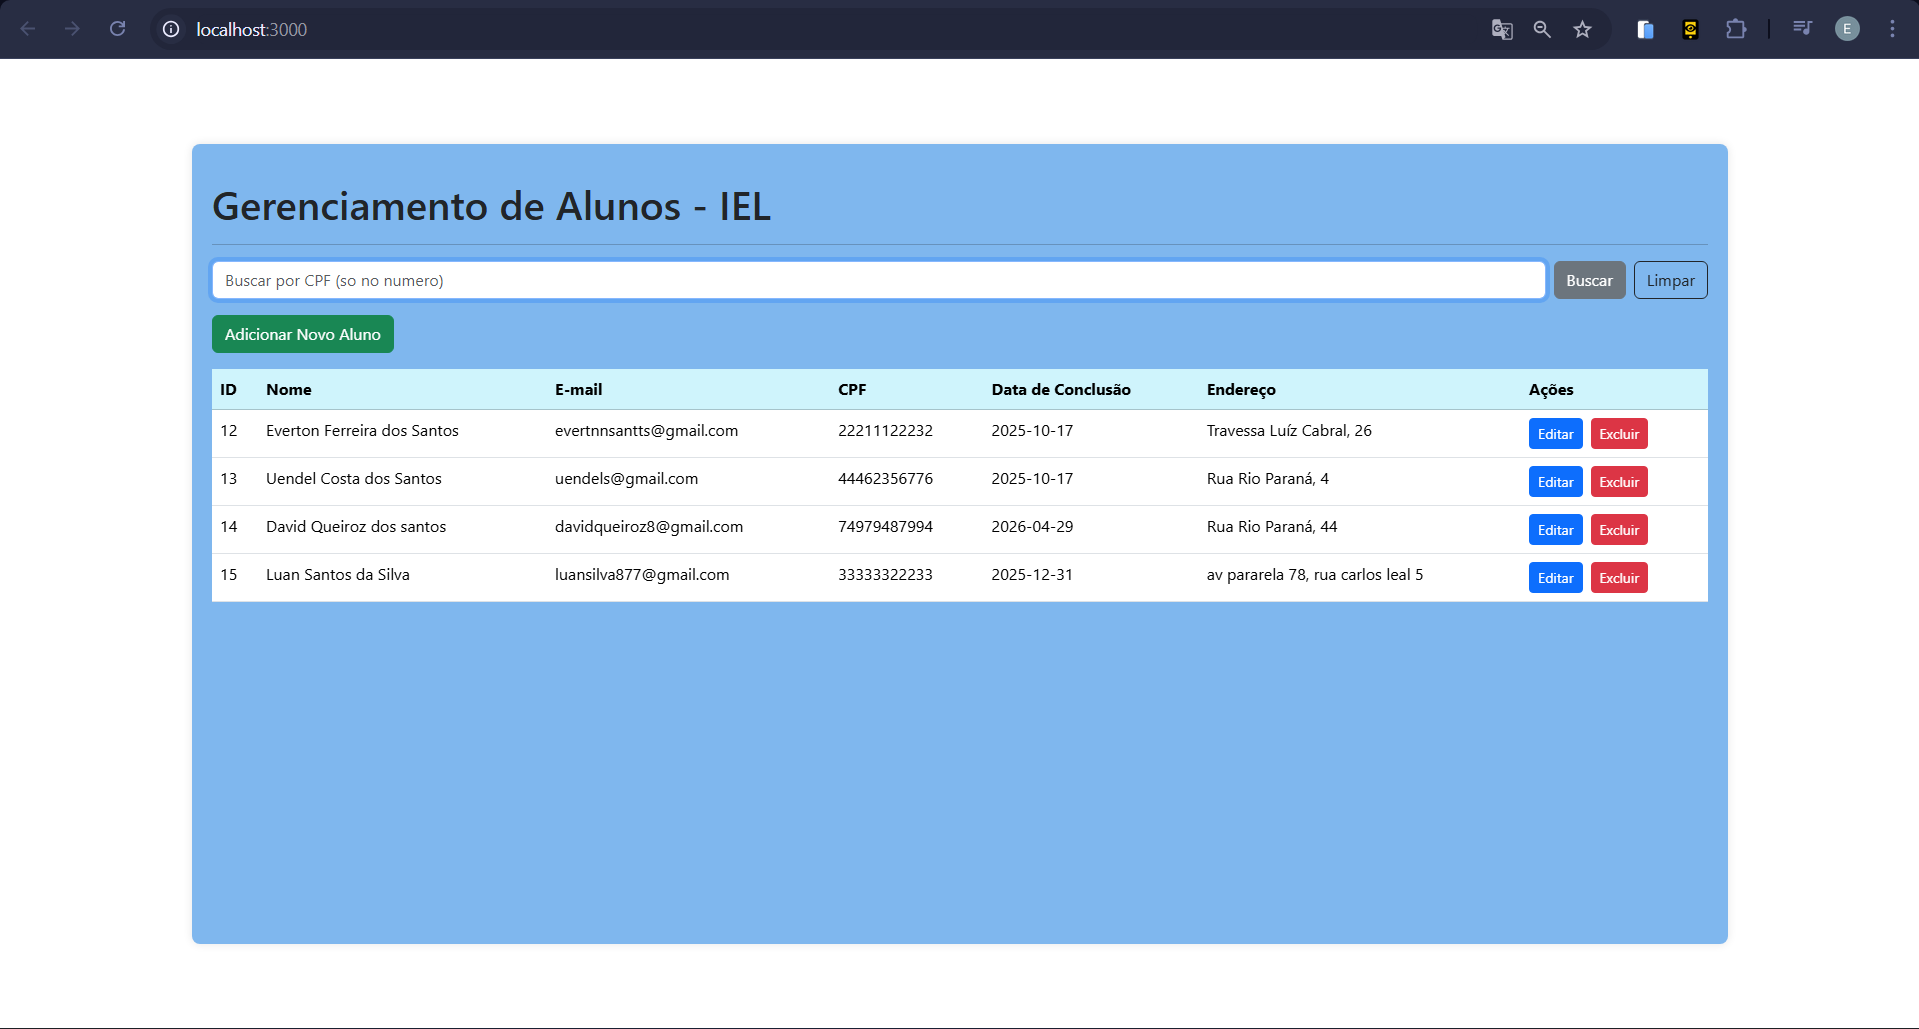 localhost:3000
E
Gerenciamento de Alunos - IEL
Buscar por CPF (so no numero) Buscar Limpar
Adicionar Novo Aluno
ID Nome E-mail CPF Data de Conclusão Endereço Ações
12 Everton Ferreira dos Santos evertnnsantts@gmail.com 22211122232 2025-10-17 Travessa Luíz Cabral, 26 Editar Excluir
13 Uendel Costa dos Santos uendels@gmail.com 44462356776 2025-10-17 Rua Rio Paraná, 4 Editar Excluir
14 David Queiroz dos santos davidqueiroz8@gmail.com 74979487994 2026-04-29 Rua Rio Paraná, 44 Editar Excluir
15 Luan Santos da Silva luansilva877@gmail.com 33333322233 2025-12-31 av pararela 78, rua carlos leal 5 Editar Excluir